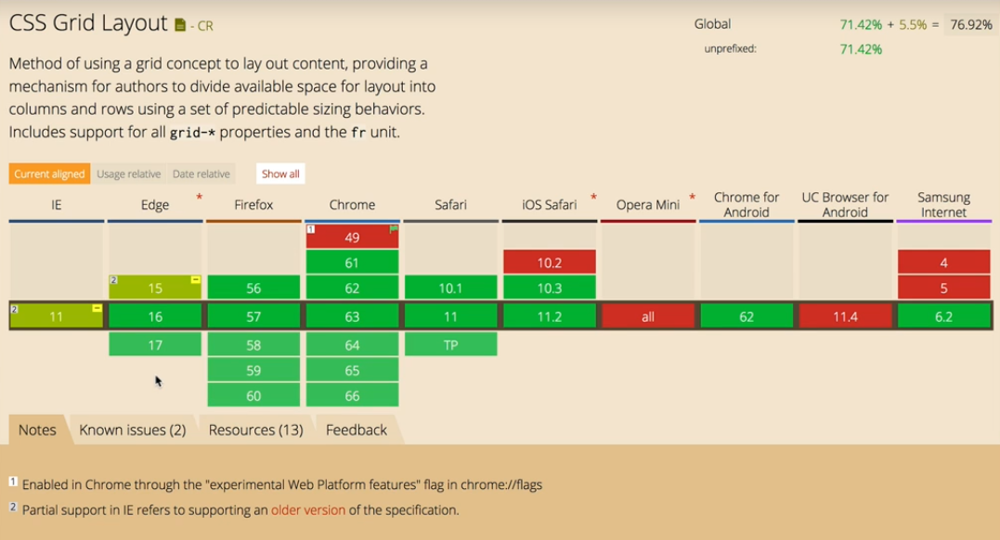 CSS Grid Layout - CR
Global 71.42% + 5.5% = 76.92%
unprefixed: 71.42%
Method of using a grid concept to lay out content, providing a
mechanism for authors to divide available space for layout into
columns and rows using a set of predictable sizing behaviors.
Includes support for all grid-* properties and the fr unit.
Current aligned Usage relative Date relative Show all
IE Edge * Firefox Chrome Safari iOS Safari * Opera Mini * Chrome for Android UC Browser for Android Samsung Internet
1 49
61 10.2 4
2 15 - 56 62 10.1 10.3 5
2 11 - 16 57 63 11 11.2 all 62 11.4 6.2
17 58 64 TP
59 65
60 66
Notes Known issues (2) Resources (13) Feedback
1 Enabled in Chrome through the "experimental Web Platform features" flag in chrome://flags
2 Partial support in IE refers to supporting an older version of the specification.